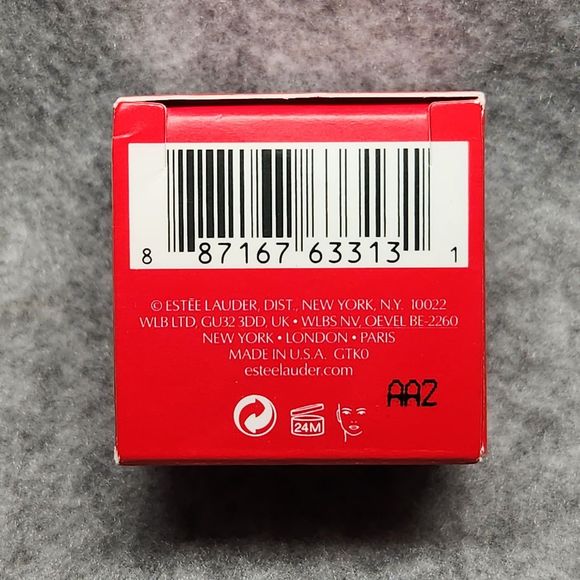 8 87167 63313 1
© ESTĒE LAUDER, DIST., NEW YORK, N.Y. 10022
WLB LTD, GU32 3DD, UK • WLBS NV, OEVEL BE-2260
NEW YORK • LONDON • PARIS
MADE IN U.S.A. GTK0
esteelauder.com
AA2
24M